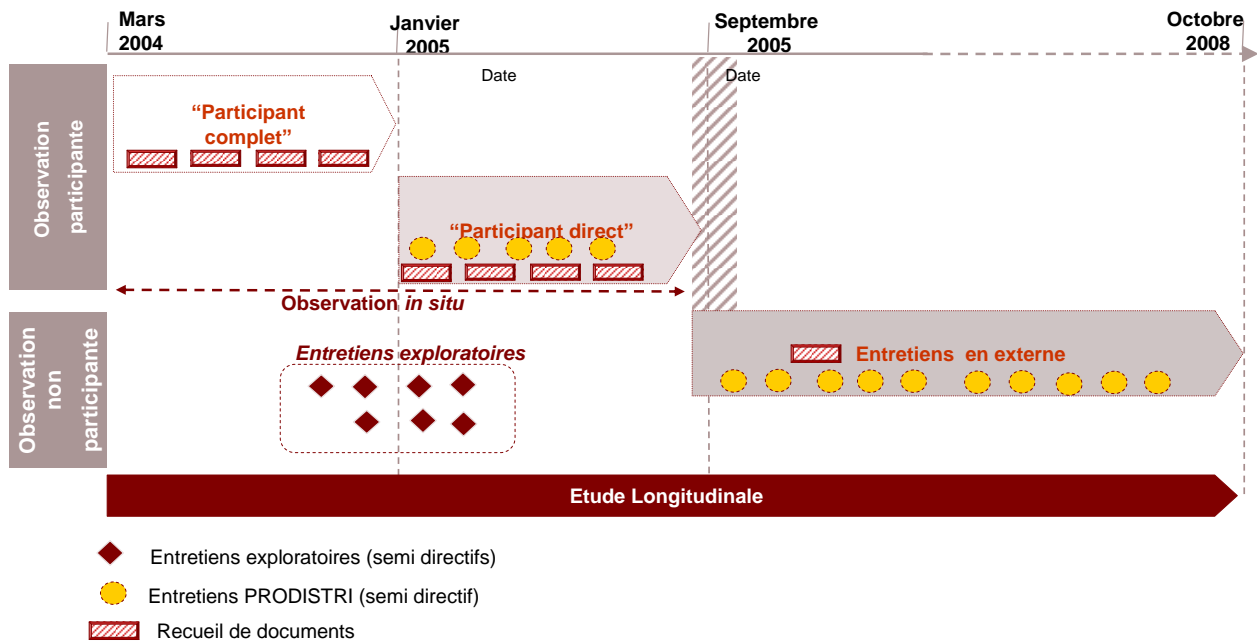 Mars
2004
Janvier
2005
Septembre
2005
Octobre
2008
Date
Date
Observation
participante
“Participant
complet”
“Participant direct”
Observation in situ
Observation
non
participante
Entretiens exploratoires
Entretiens en externe
Etude Longitudinale
Entretiens exploratoires (semi directifs)
Entretiens PRODISTRI (semi directif)
Recueil de documents